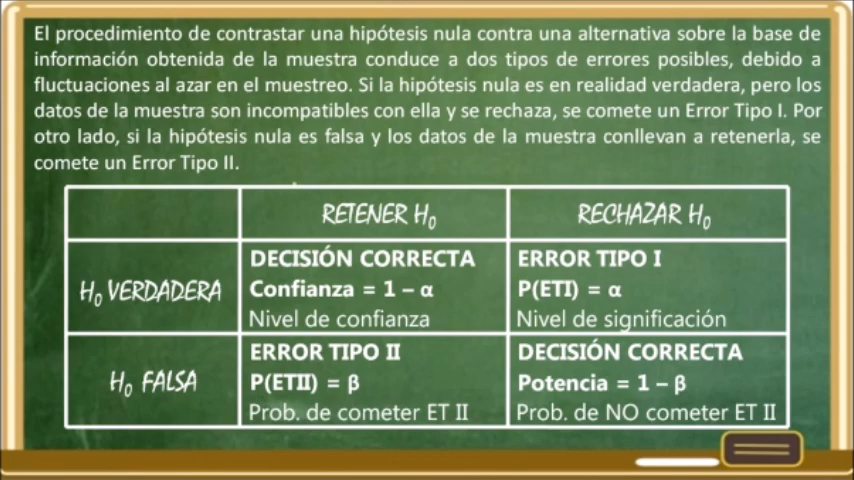 El procedimiento de contrastar una hipótesis nula contra una alternativa sobre la base de
información obtenida de la muestra conduce a dos tipos de errores posibles, debido a
fluctuaciones al azar en el muestreo. Si la hipótesis nula es en realidad verdadera, pero los
datos de la muestra son incompatibles con ella y se rechaza, se comete un Error Tipo I. Por
otro lado, si la hipótesis nula es falsa y los datos de la muestra conllevan a retenerla, se
comete un Error Tipo II.
RETENER H₀
RECHAZAR H₀
H₀ VERDADERA
DECISIÓN CORRECTA
Confianza = 1 – α
Nivel de confianza
ERROR TIPO I
P(ETI) = α
Nivel de significación
H₀ FALSA
ERROR TIPO II
P(ETII) = β
Prob. de cometer ET II
DECISIÓN CORRECTA
Potencia = 1 – β
Prob. de NO cometer ET II